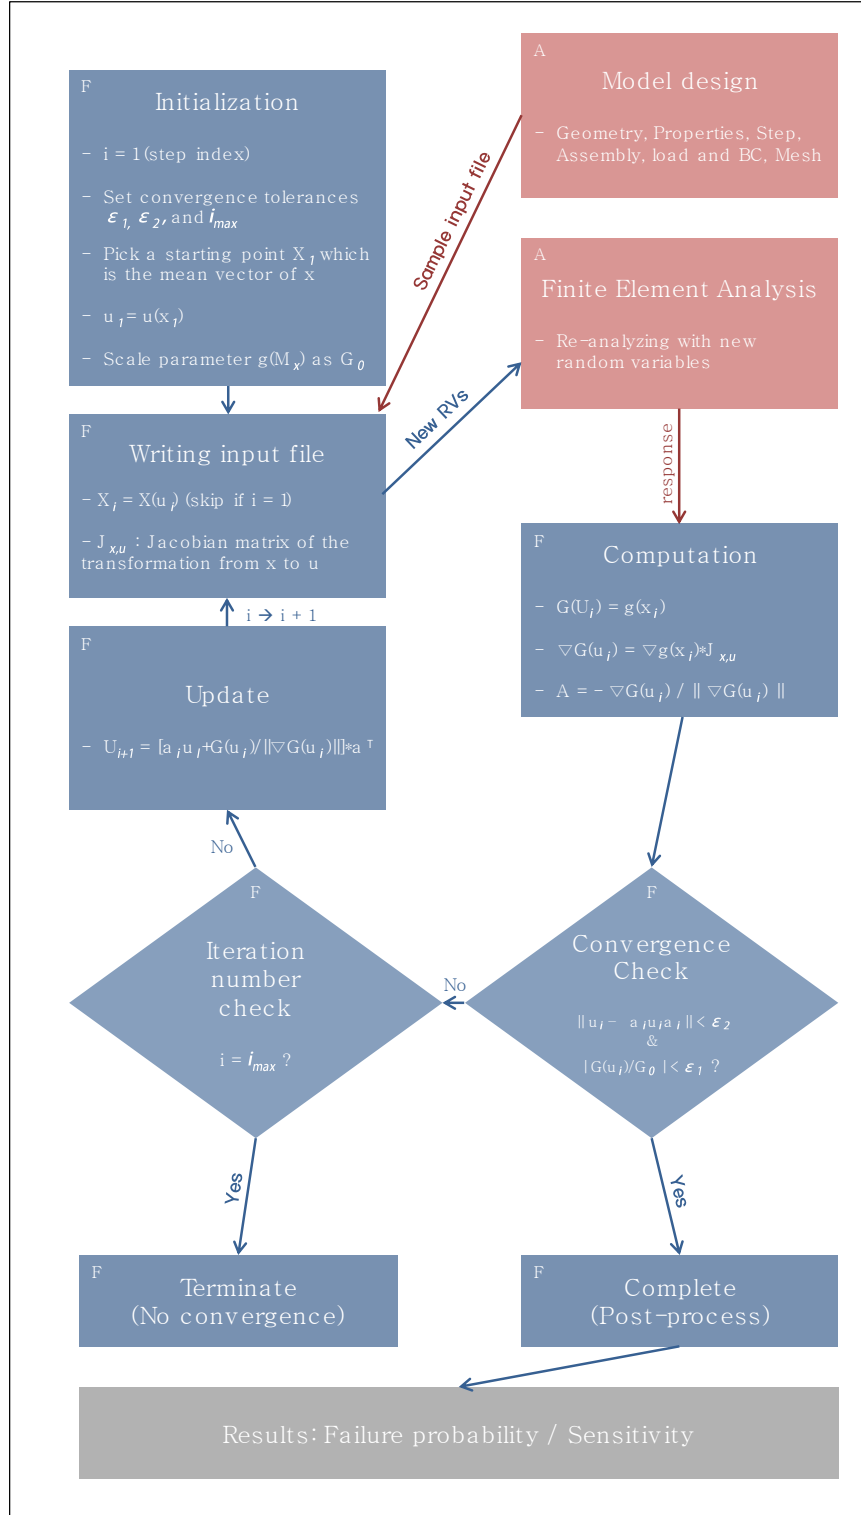 F
Initialization
- i = 1 (step index)
- Set convergence tolerances
ε1, ε2, and imax
- Pick a starting point X1 which
is the mean vector of x
- u1 = u(x1)
- Scale parameter g(Mx) as G0
A
Model design
- Geometry, Properties, Step,
Assembly, load and BC, Mesh
Sample input file
A
Finite Element Analysis
- Re-analyzing with new
random variables
F
Writing input file
- Xi = X(ui) (skip if i = 1)
- Jx,u : Jacobian matrix of the
transformation from x to u
New RVs
response
F
Computation
- G(Ui) = g(xi)
- ▽G(ui) = ▽g(xi)*Jx,u
- A = - ▽G(ui) / || ▽G(ui) ||
i → i + 1
F
Update
- Ui+1 = [aiui+G(ui)/||▽G(ui)||]*aT
No
F
Iteration
number
check
i = imax ?
No
F
Convergence
Check
|| ui - aiuiai || < ε2
&
| G(ui)/G0 | < ε1 ?
Yes
Yes
F
Terminate
(No convergence)
F
Complete
(Post-process)
Results: Failure probability / Sensitivity